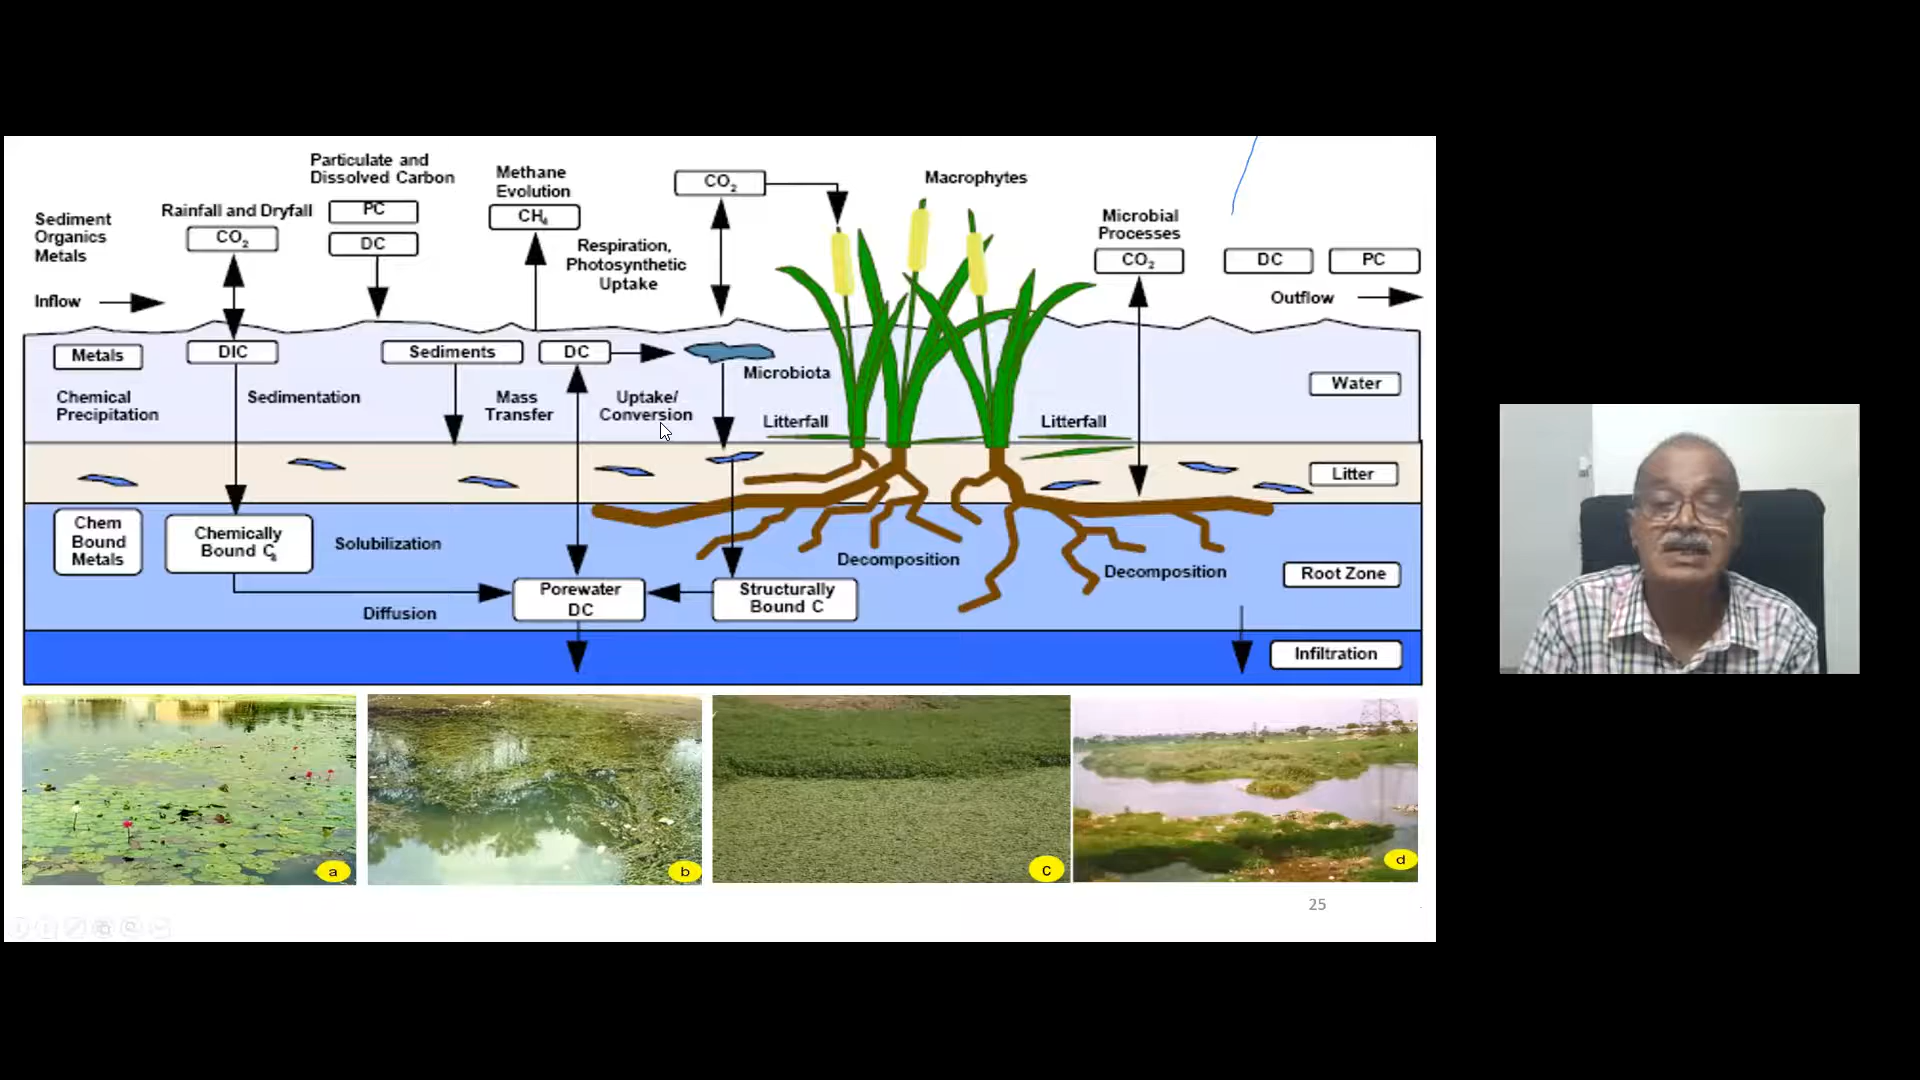 Particulate and
Dissolved Carbon
PC
DC
Methane
Evolution
CH4
CO2
Macrophytes
Sediment
Organics
Metals
Rainfall and Dryfall
CO2
Respiration,
Photosynthetic
Uptake
Microbial
Processes
CO2
DC
PC
Inflow
Outflow
Metals
DIC
Sediments
DC
Microbiota
Water
Chemical
Precipitation
Sedimentation
Mass
Transfer
Uptake/
Conversion
Litterfall
Litterfall
Litter
Chem
Bound
Metals
Chemically
Bound C
Solubilization
Decomposition
Decomposition
Root Zone
Porewater
DC
Structurally
Bound C
Diffusion
Infiltration
a
b
c
d
25